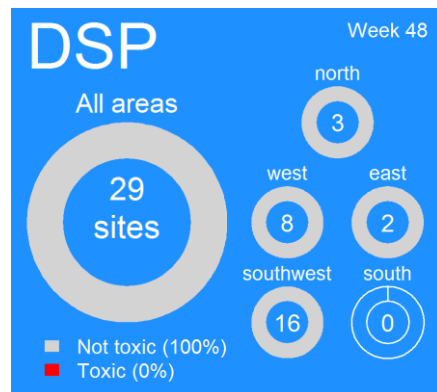 DSP
Week 48
All areas
north
3
29
sites
west
8
east
2
southwest
16
south
0
Not toxic (100%)
Toxic (0%)